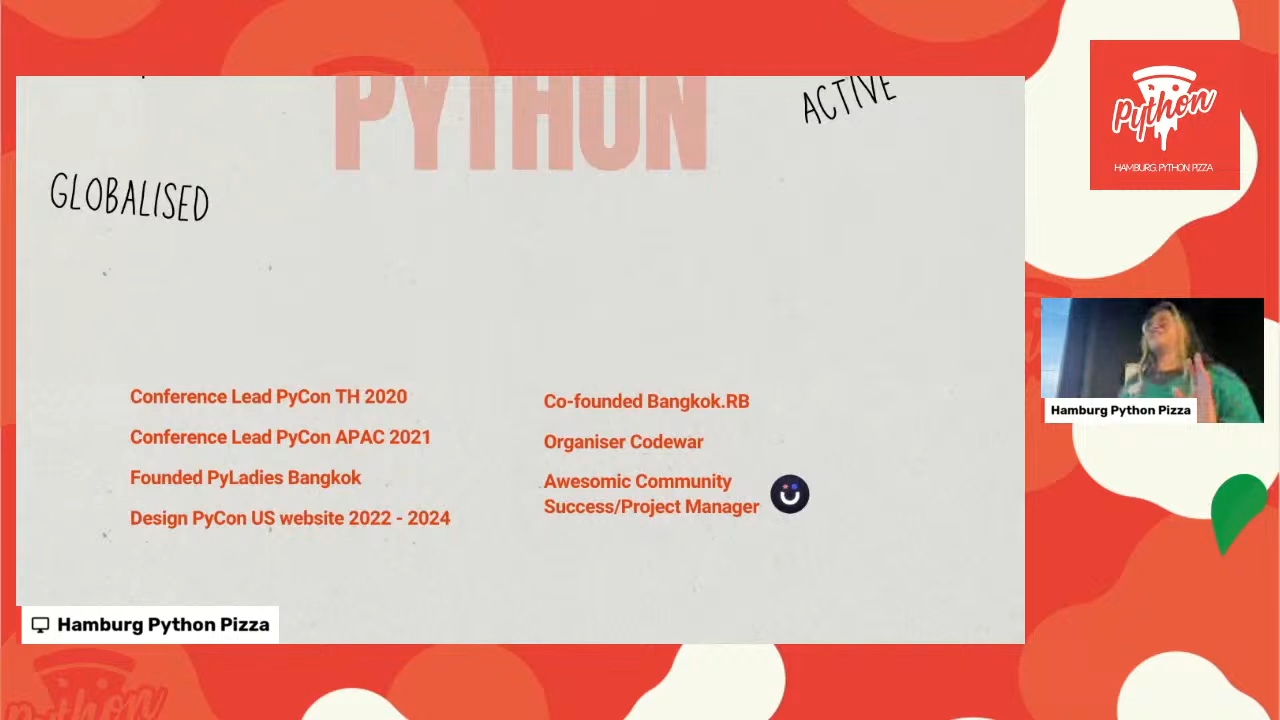 PYTHON
ACTIVE
GLOBALISED
Conference Lead PyCon TH 2020
Conference Lead PyCon APAC 2021
Founded PyLadies Bangkok
Design PyCon US website 2022 - 2024
Co-founded Bangkok.RB
Organiser Codewar
Awesomic Community
Success/Project Manager
Hamburg Python Pizza
Python
HAMBURG PYTHON PIZZA
Hamburg Python Pizza
Python